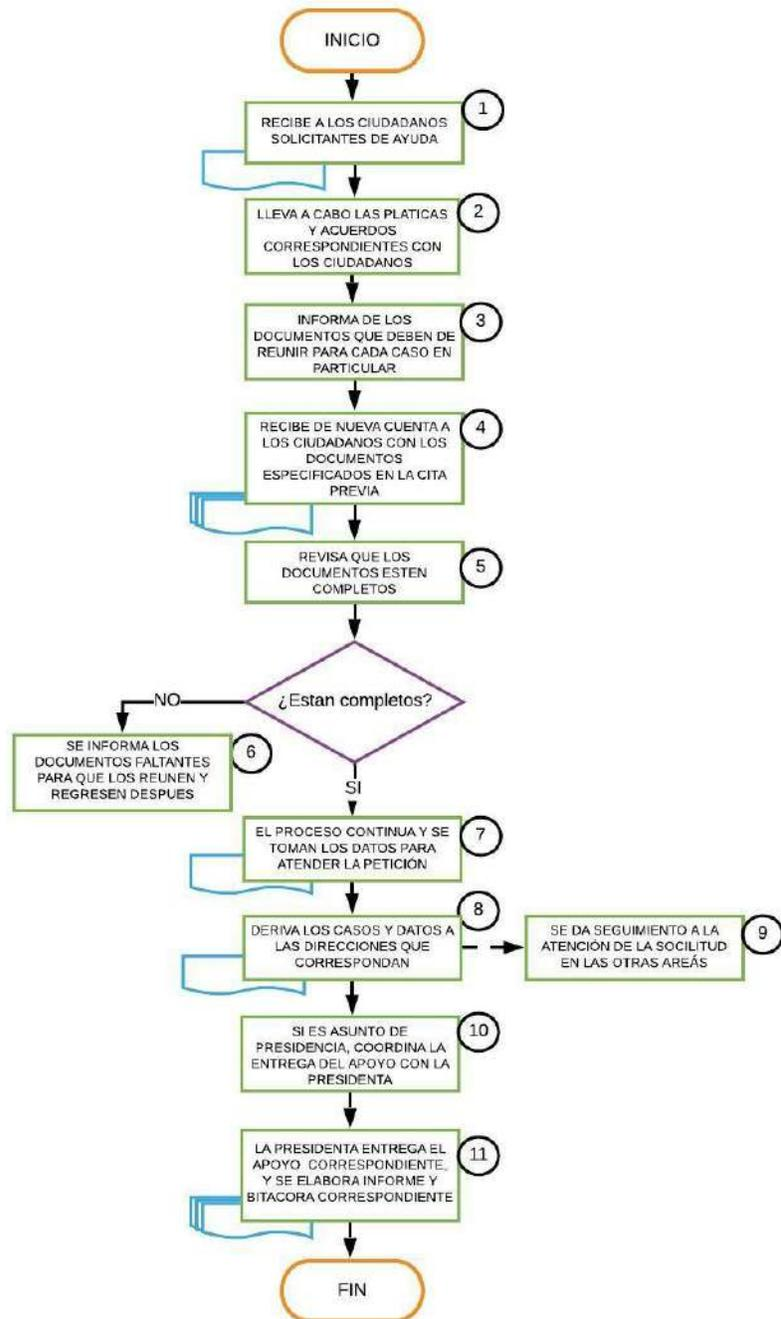 INICIO
1
RECIBE A LOS CIUDADANOS
SOLICITANTES DE AYUDA
2
LLEVA A CABO LAS PLATICAS
Y ACUERDOS
CORRESPONDIENTES CON
LOS CIUDADANOS
3
INFORMA DE LOS
DOCUMENTOS QUE DEBEN DE
REUNIR PARA CADA CASO EN
PARTICULAR
4
RECIBE DE NUEVA CUENTA A
LOS CIUDADANOS CON LOS
DOCUMENTOS
ESPECIFICADOS EN LA CITA
PREVIA
5
REVISA QUE LOS
DOCUMENTOS ESTEN
COMPLETOS
¿Estan completos?
NO
6
SE INFORMA LOS
DOCUMENTOS FALTANTES
PARA QUE LOS REUNEN Y
REGRESEN DESPUES
SI
7
EL PROCESO CONTINUA Y SE
TOMAN LOS DATOS PARA
ATENDER LA PETICIÓN
8
DERIVA LOS CASOS Y DATOS A
LAS DIRECCIONES QUE
CORRESPONDAN
9
SE DA SEGUIMIENTO A LA
ATENCIÓN DE LA SOCILITUD
EN LAS OTRAS AREÁS
10
SI ES ASUNTO DE
PRESIDENCIA, COORDINA LA
ENTREGA DEL APOYO CON LA
PRESIDENTA
11
LA PRESIDENTA ENTREGA EL
APOYO CORRESPONDIENTE,
Y SE ELABORA INFORME Y
BITACORA CORRESPONDIENTE
FIN